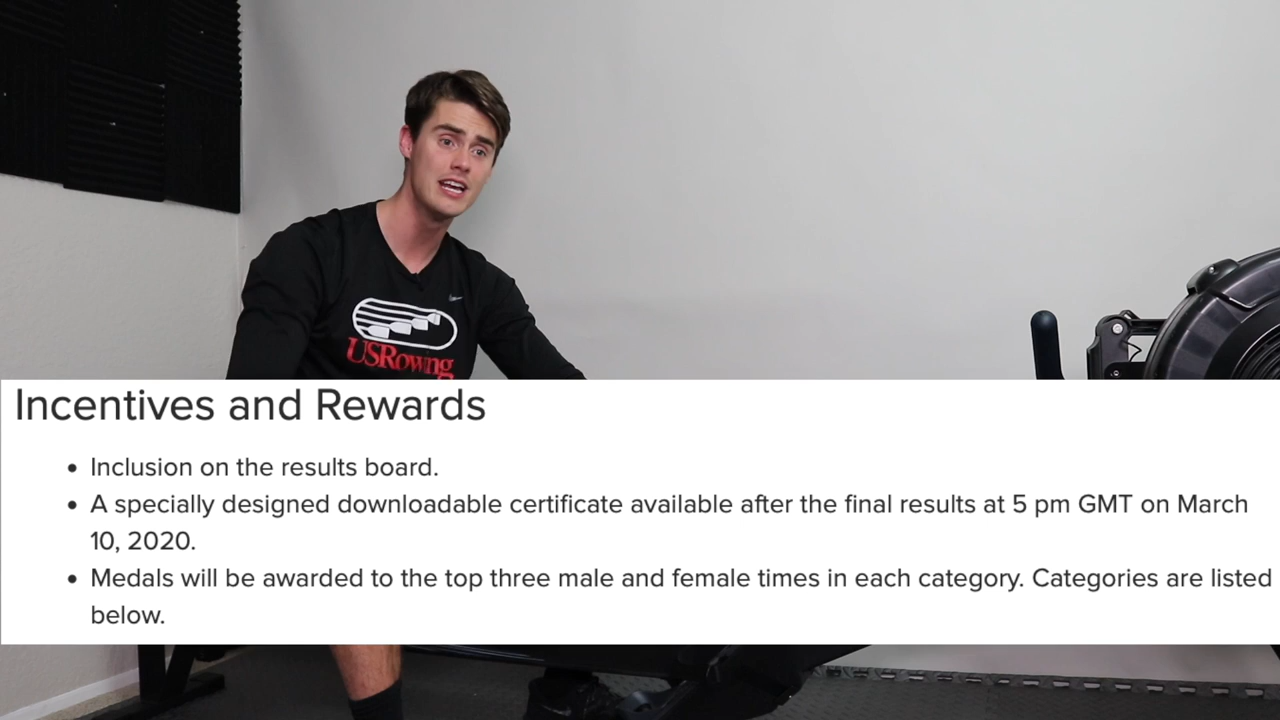 USRowing
Incentives and Rewards
• Inclusion on the results board.
• A specially designed downloadable certificate available after the final results at 5 pm GMT on March
10, 2020.
• Medals will be awarded to the top three male and female times in each category. Categories are listed
below.